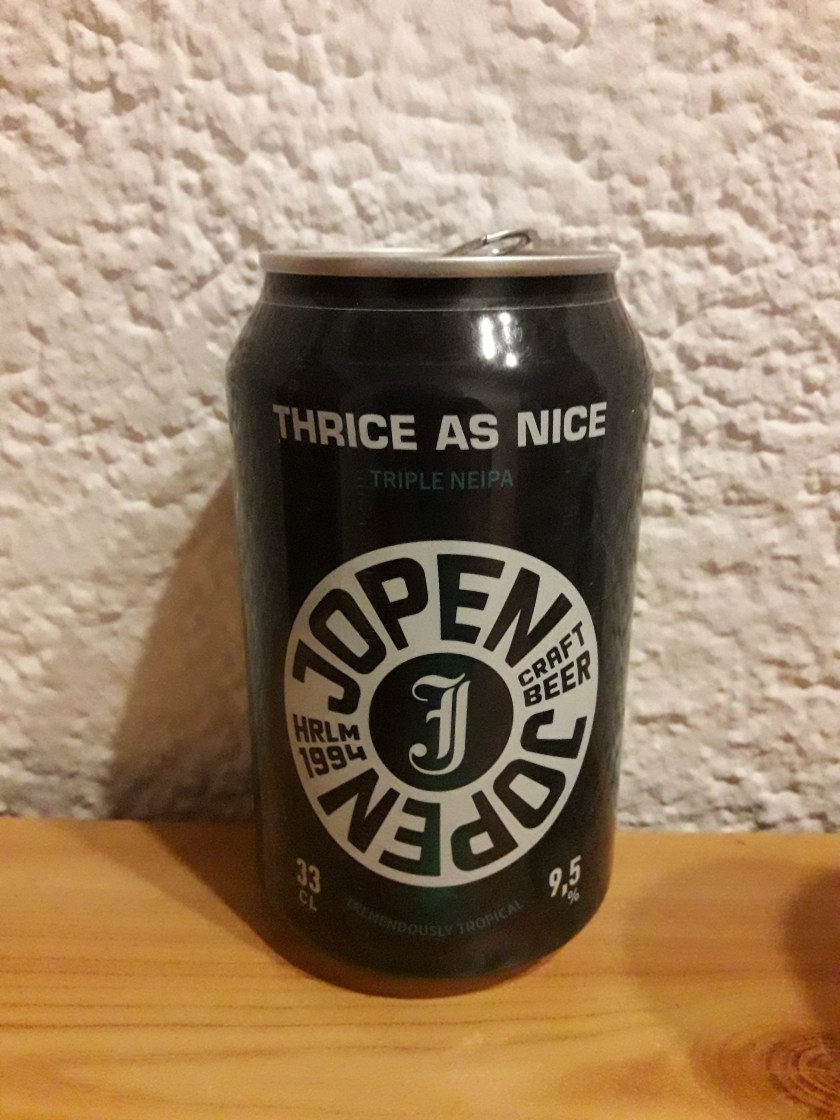 THRICE AS NICE
TRIPLE NEIPA
JOPEN
CRAFT
BEER
J
HRLM
1994
JOPEN
33
CL
9,5
%
TREMENDOUSLY TROPICAL